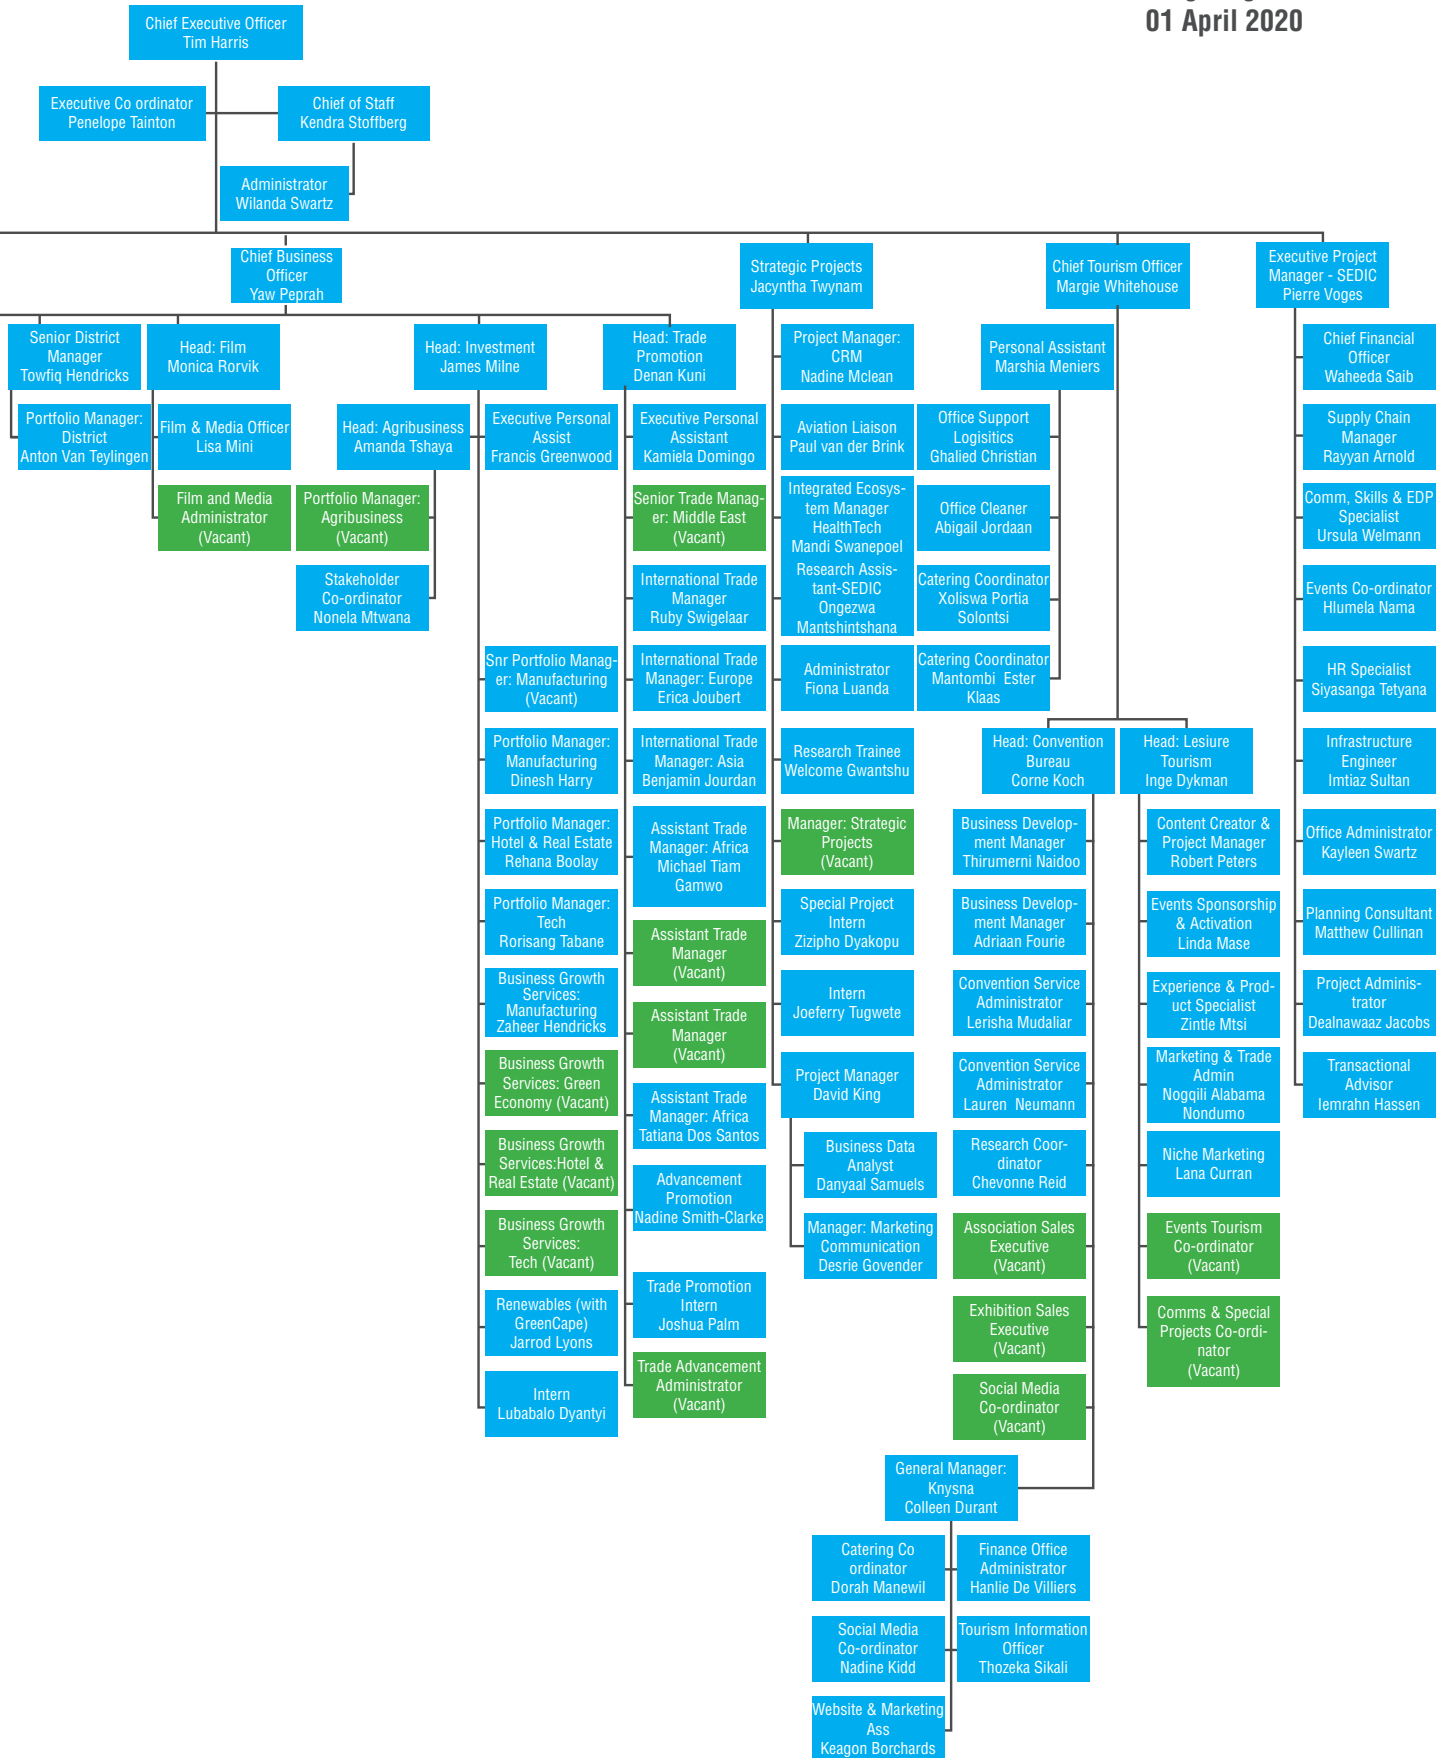 01 April 2020
Chief Executive Officer
Tim Harris
Executive Co ordinator
Penelope Tainton
Chief of Staff
Kendra Stoffberg
Administrator
Wilanda Swartz
Chief Business
Officer
Yaw Peprah
Strategic Projects
Jacyntha Twynam
Chief Tourism Officer
Margie Whitehouse
Executive Project
Manager - SEDIC
Pierre Voges
Senior District
Manager
Towfiq Hendricks
Portfolio Manager:
District
Anton Van Teylingen
Head: Film
Monica Rorvik
Film & Media Officer
Lisa Mini
Film and Media
Administrator
(Vacant)
Head: Investment
James Milne
Head: Agribusiness
Amanda Tshaya
Portfolio Manager:
Agribusiness
(Vacant)
Stakeholder
Co-ordinator
Nonela Mtwana
Executive Personal
Assist
Francis Greenwood
Snr Portfolio Manag-
er: Manufacturing
(Vacant)
Portfolio Manager:
Manufacturing
Dinesh Harry
Portfolio Manager:
Hotel & Real Estate
Rehana Boolay
Portfolio Manager:
Tech
Rorisang Tabane
Business Growth
Services:
Manufacturing
Zaheer Hendricks
Business Growth
Services: Green
Economy (Vacant)
Business Growth
Services:Hotel &
Real Estate (Vacant)
Business Growth
Services:
Tech (Vacant)
Renewables (with
GreenCape)
Jarrod Lyons
Intern
Lubabalo Dyantyi
Head: Trade
Promotion
Denan Kuni
Executive Personal
Assistant
Kamiela Domingo
Senior Trade Manag-
er: Middle East
(Vacant)
International Trade
Manager
Ruby Swigelaar
International Trade
Manager: Europe
Erica Joubert
International Trade
Manager: Asia
Benjamin Jourdan
Assistant Trade
Manager: Africa
Michael Tiam
Gamwo
Assistant Trade
Manager
(Vacant)
Assistant Trade
Manager
(Vacant)
Assistant Trade
Manager: Africa
Tatiana Dos Santos
Advancement
Promotion
Nadine Smith-Clarke
Trade Promotion
Intern
Joshua Palm
Trade Advancement
Administrator
(Vacant)
Project Manager:
CRM
Nadine Mclean
Aviation Liaison
Paul van der Brink
Integrated Ecosys-
tem Manager
HealthTech
Mandi Swanepoel
Research Assis-
tant-SEDIC
Ongezwa
Mantshintshana
Administrator
Fiona Luanda
Research Trainee
Welcome Gwantshu
Manager: Strategic
Projects
(Vacant)
Special Project
Intern
Zizipho Dyakopu
Intern
Joeferry Tugwete
Project Manager
David King
Business Data
Analyst
Danyaal Samuels
Manager: Marketing
Communication
Desrie Govender
Personal Assistant
Marshia Meniers
Office Support
Logisitics
Ghalied Christian
Office Cleaner
Abigail Jordaan
Catering Coordinator
Xoliswa Portia
Solontsi
Catering Coordinator
Mantombi Ester
Klaas
Head: Convention
Bureau
Corne Koch
Business Develop-
ment Manager
Thirumerni Naidoo
Business Develop-
ment Manager
Adriaan Fourie
Convention Service
Administrator
Lerisha Mudaliar
Convention Service
Administrator
Lauren Neumann
Research Coor-
dinator
Chevonne Reid
Association Sales
Executive
(Vacant)
Exhibition Sales
Executive
(Vacant)
Social Media
Co-ordinator
(Vacant)
General Manager:
Knysna
Colleen Durant
Catering Co
ordinator
Dorah Manewil
Finance Office
Administrator
Hanlie De Villiers
Social Media
Co-ordinator
Nadine Kidd
Tourism Information
Officer
Thozeka Sikali
Website & Marketing
Ass
Keagon Borchards
Head: Lesiure
Tourism
Inge Dykman
Content Creator &
Project Manager
Robert Peters
Events Sponsorship
& Activation
Linda Mase
Experience & Prod-
uct Specialist
Zintle Mtsi
Marketing & Trade
Admin
Nogqili Alabama
Nondumo
Niche Marketing
Lana Curran
Events Tourism
Co-ordinator
(Vacant)
Comms & Special
Projects Co-ordi-
nator
(Vacant)
Chief Financial
Officer
Waheeda Saib
Supply Chain
Manager
Rayyan Arnold
Comm, Skills & EDP
Specialist
Ursula Welmann
Events Co-ordinator
Hlumela Nama
HR Specialist
Siyasanga Tetyana
Infrastructure
Engineer
Imtiaz Sultan
Office Administrator
Kayleen Swartz
Planning Consultant
Matthew Cullinan
Project Adminis-
trator
Dealnawaaz Jacobs
Transactional
Advisor
Iemrahn Hassen